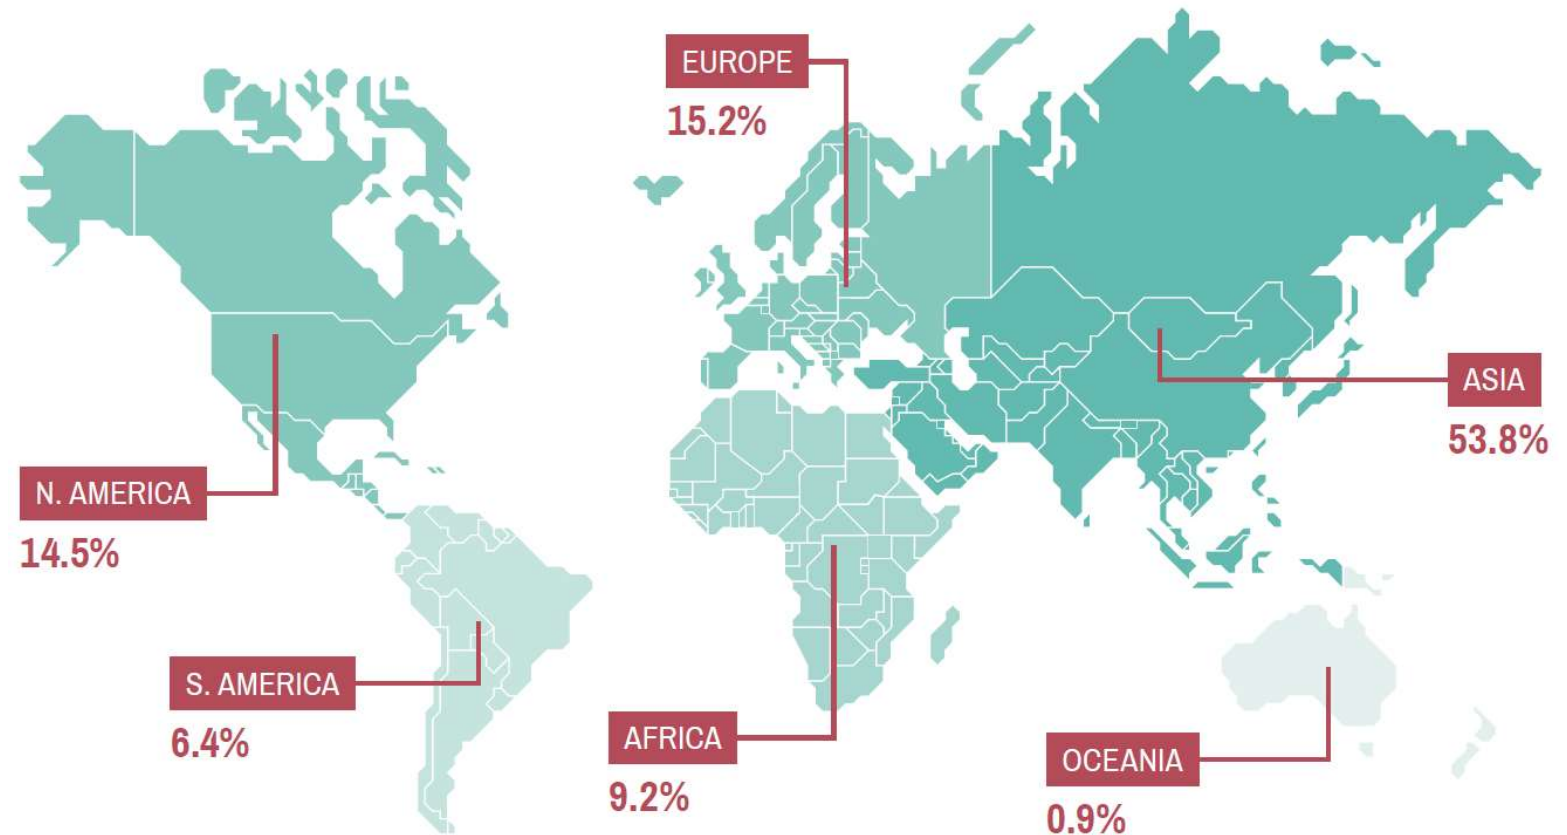 EUROPE
15.2%
ASIA
53.8%
N. AMERICA
14.5%
S. AMERICA
6.4%
AFRICA
9.2%
OCEANIA
0.9%